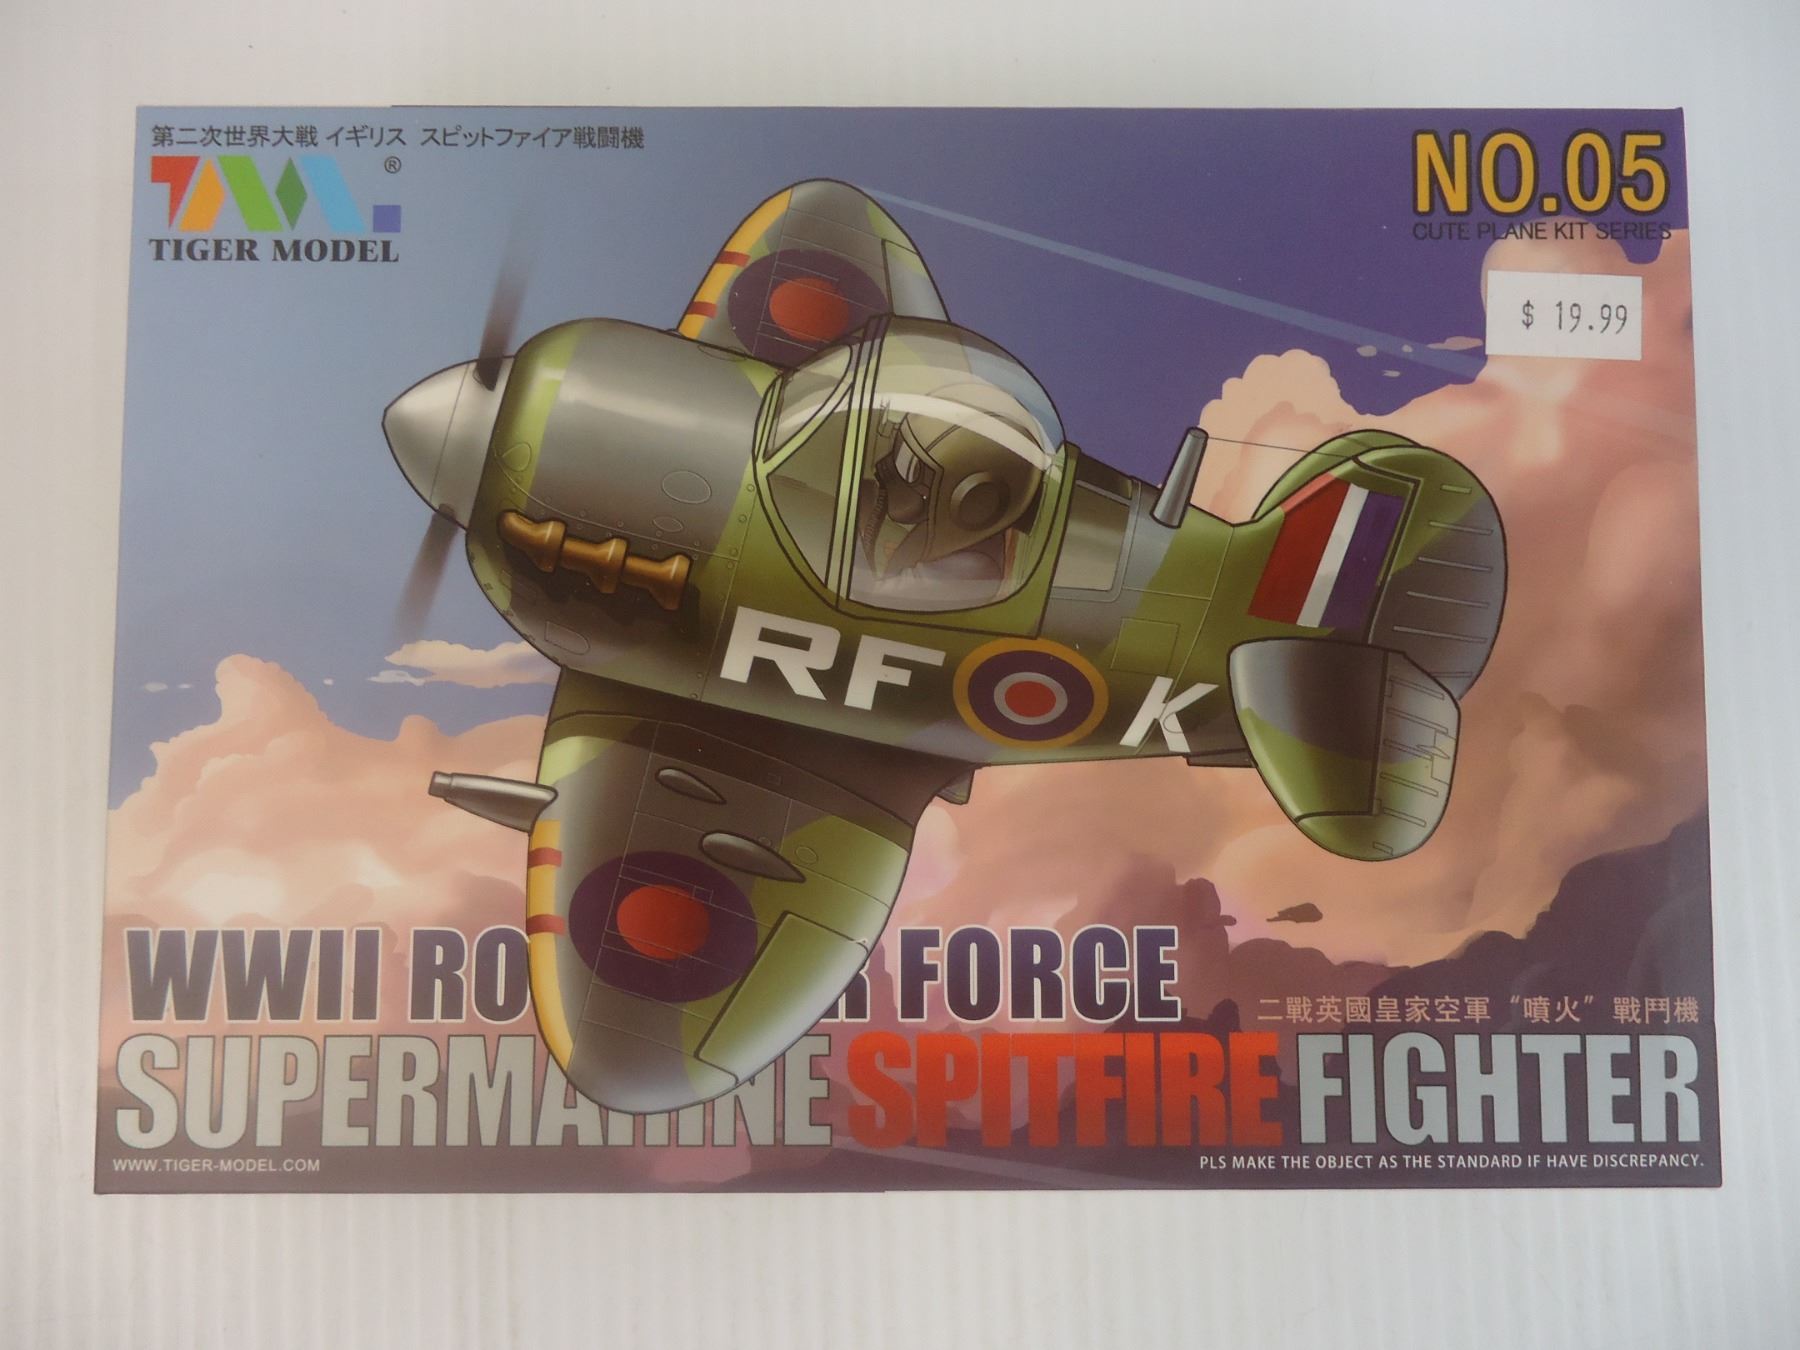 第二次世界大戦 イギリス スピットファイア戦闘機
TIGER MODEL
®
NO.05
CUTE PLANE KIT SERIES
$ 19.99
RF K
WWII RO R FORCE
二戰英國皇家空軍 “噴火” 戰鬥機
SUPERMARINE SPITFIRE FIGHTER
WWW.TIGER-MODEL.COM
PLS MAKE THE OBJECT AS THE STANDARD IF HAVE DISCREPANCY.